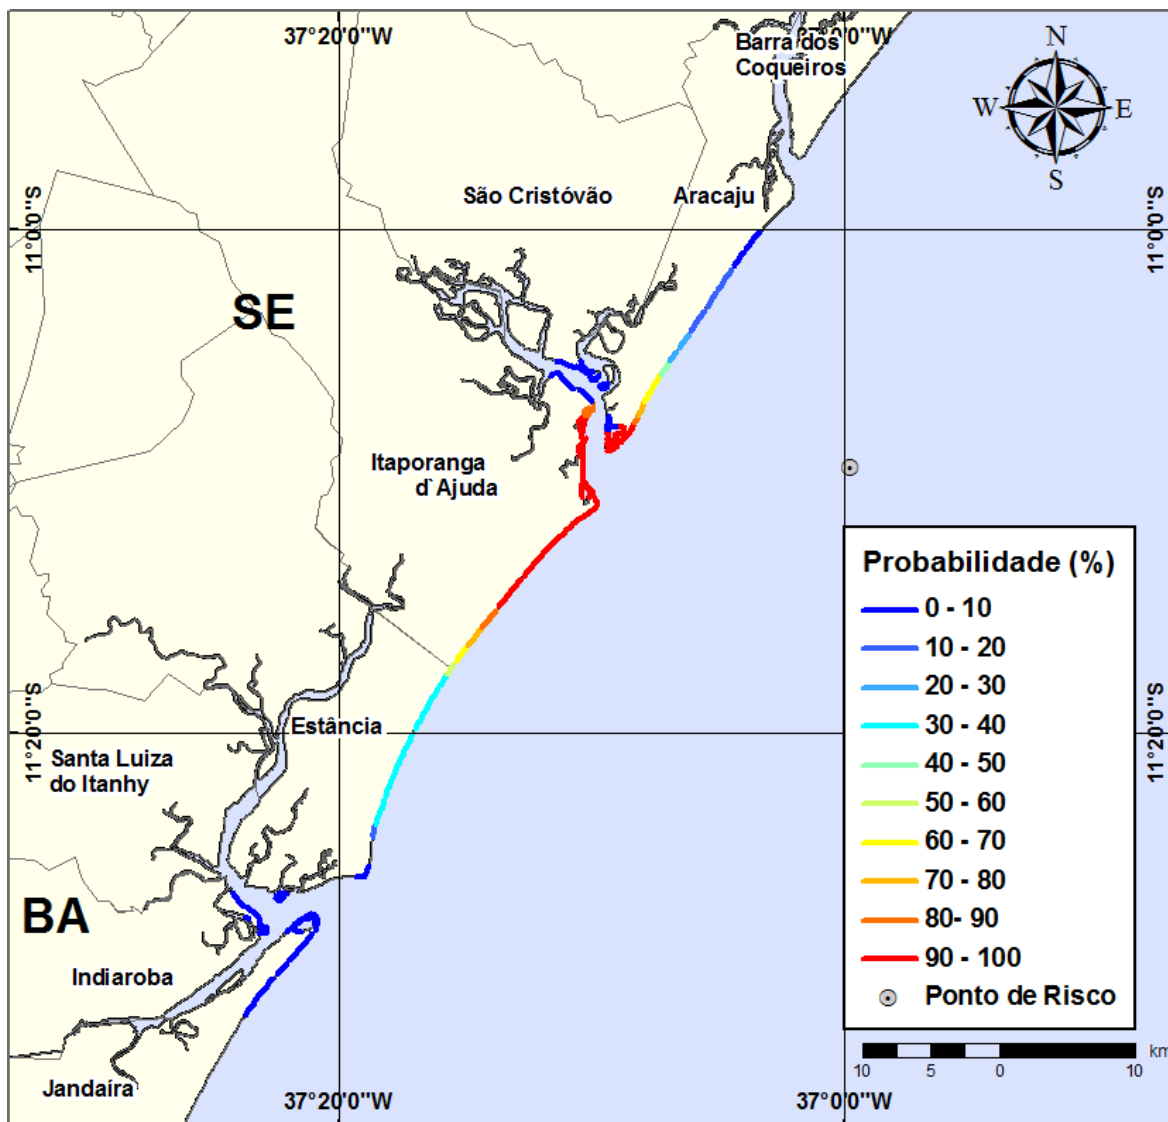 37°20'0"W
37°0'0"W
Barra dos
Coqueiros
N
W
E
S
São Cristóvão
Aracaju
11°0'0"S
11°0'0"S
SE
Itaporanga
d`Ajuda
Probabilidade (%)
0 - 10
10 - 20
20 - 30
30 - 40
40 - 50
50 - 60
60 - 70
70 - 80
80- 90
90 - 100
Ponto de Risco
Estância
11°20'0"S
11°20'0"S
Santa Luiza
do Itanhy
BA
Indiaroba
Jandaíra
10 5 0 10
km
37°20'0"W
37°0'0"W